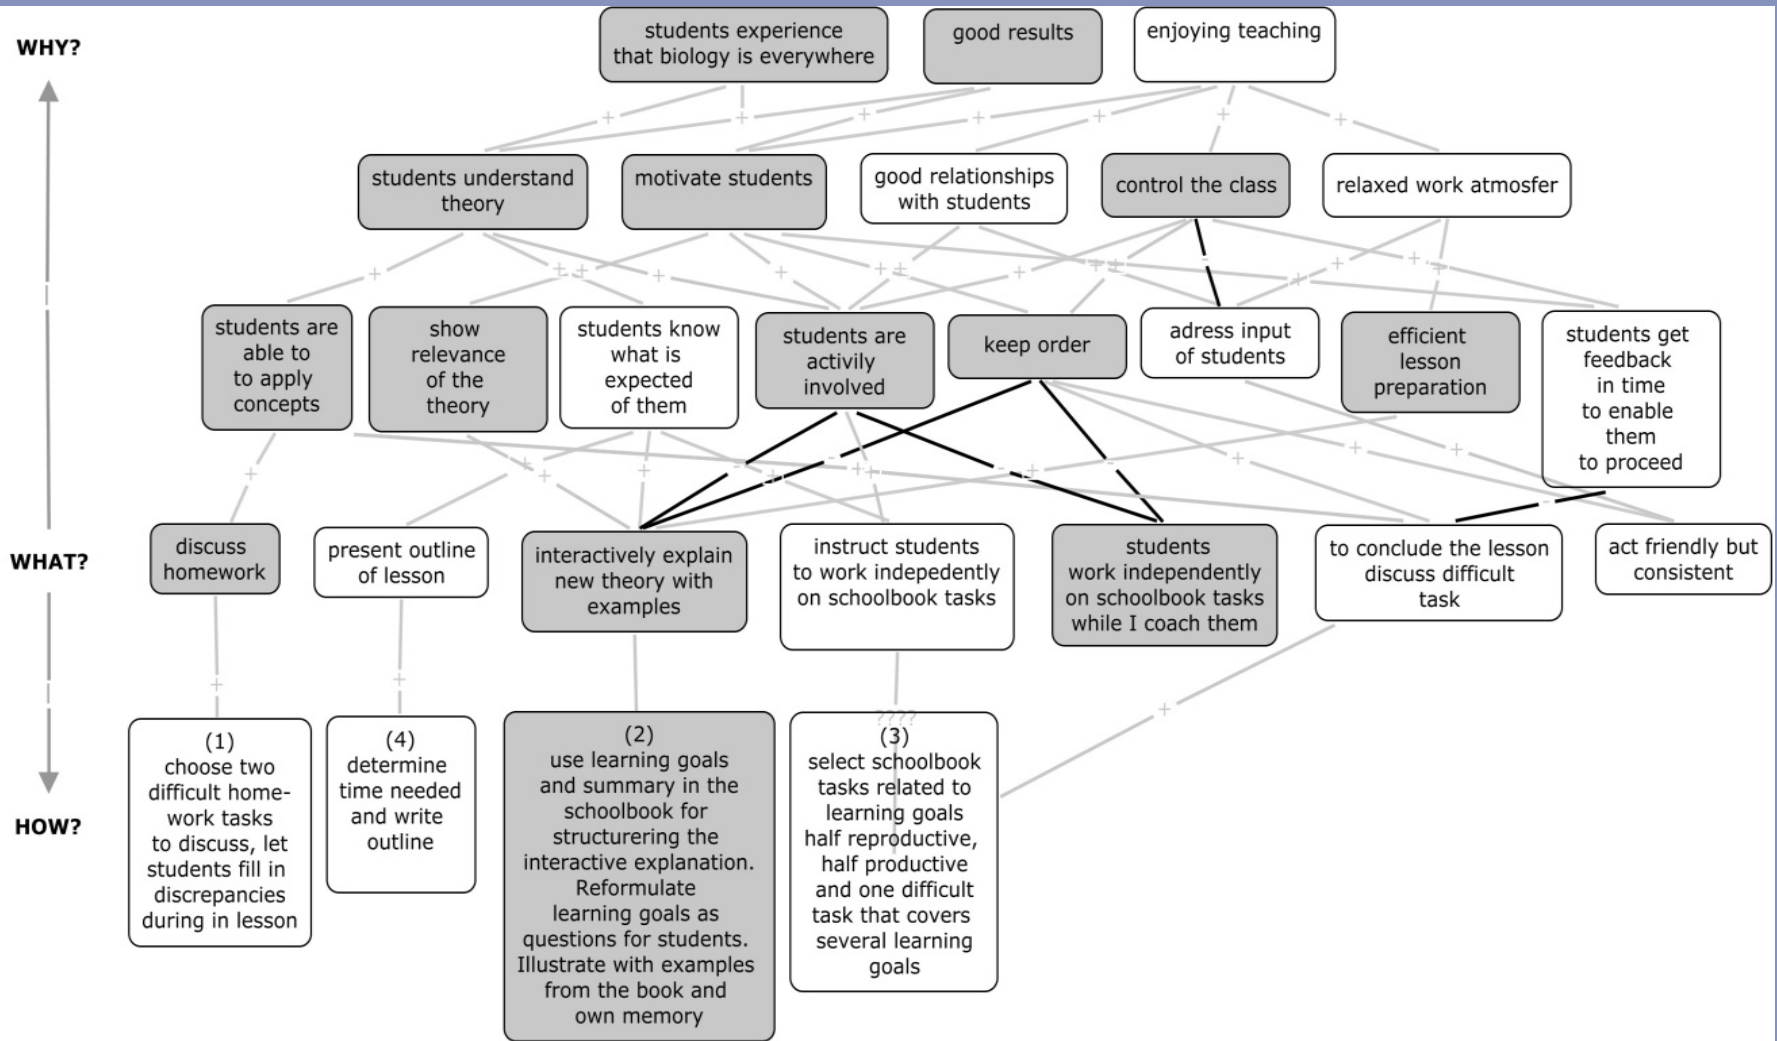 WHY?
students experience
that biology is everywhere
good results
enjoying teaching
students understand
theory
motivate students
good relationships
with students
control the class
relaxed work atmosfer
students are
able to
to apply
concepts
show
relevance
of the
theory
students know
what is
expected
of them
students are
activily
involved
keep order
adress input
of students
efficient
lesson
preparation
students get
feedback
in time
to enable
them
to proceed
WHAT?
discuss
homework
present outline
of lesson
interactively explain
new theory with
examples
instruct students
to work indepedently
on schoolbook tasks
students
work independently
on schoolbook tasks
while I coach them
to conclude the lesson
discuss difficult
task
act friendly but
consistent
HOW?
(1)
choose two
difficult home-
work tasks
to discuss, let
students fill in
discrepancies
during in lesson
(4)
determine
time needed
and write
outline
(2)
use learning goals
and summary in the
schoolbook for
structurering the
interactive explanation.
Reformulate
learning goals as
questions for students.
Illustrate with examples
from the book and
own memory
????
(3)
select schoolbook
tasks related to
learning goals
half reproductive,
half productive
and one difficult
task that covers
several learning
goals